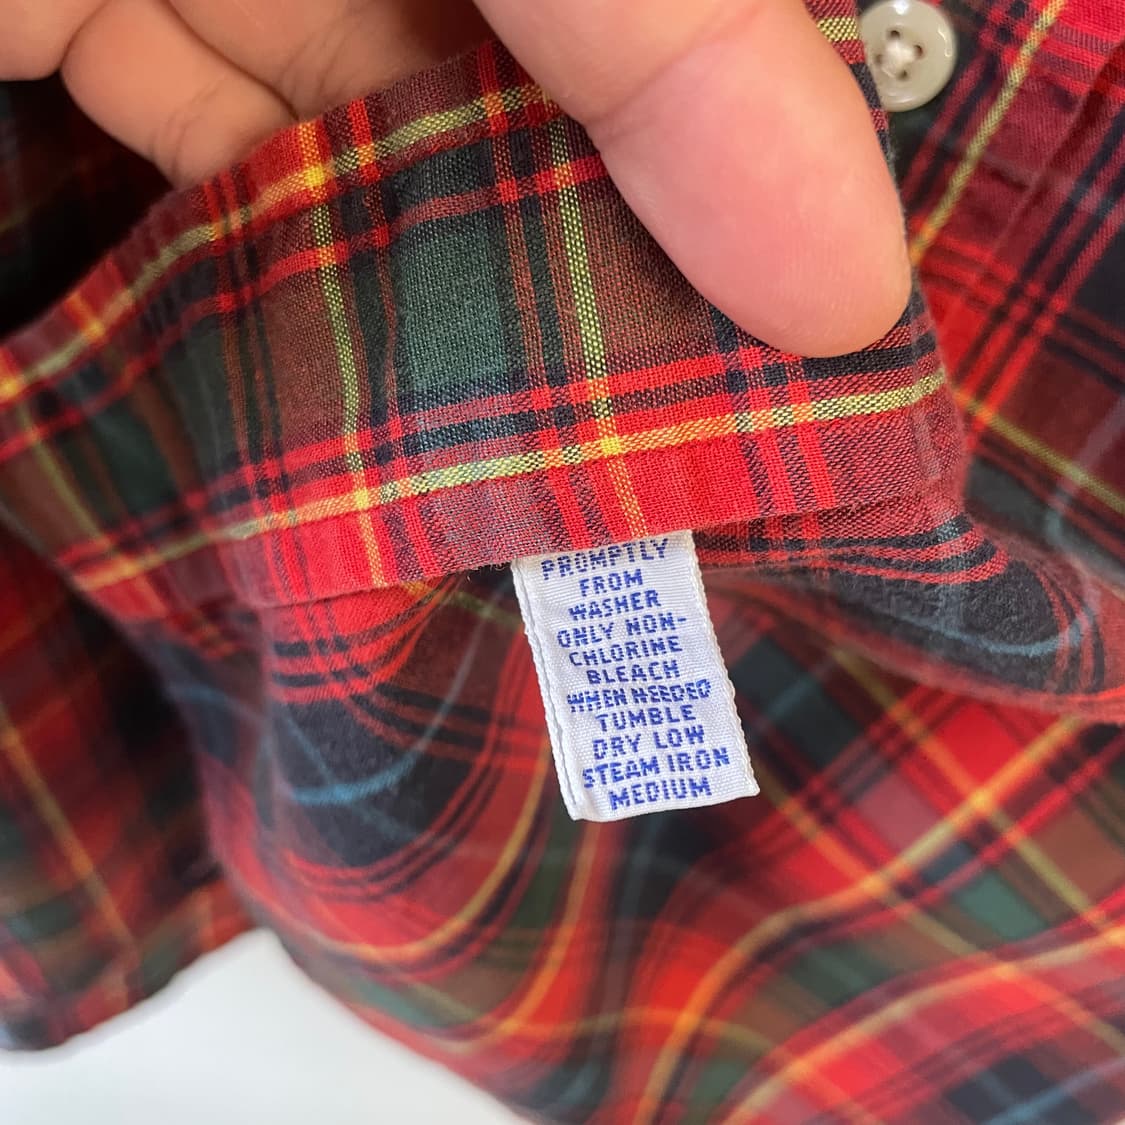 PROMPTLY
FROM
WASHER
ONLY NON-
CHLORINE
BLEACH
WHEN NEEDED
TUMBLE
DRY LOW
STEAM IRON
MEDIUM